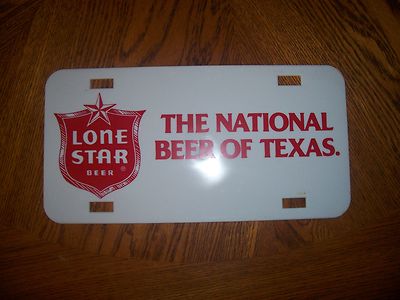 LONE
STAR
BEER
®
THE NATIONAL
BEER OF TEXAS.